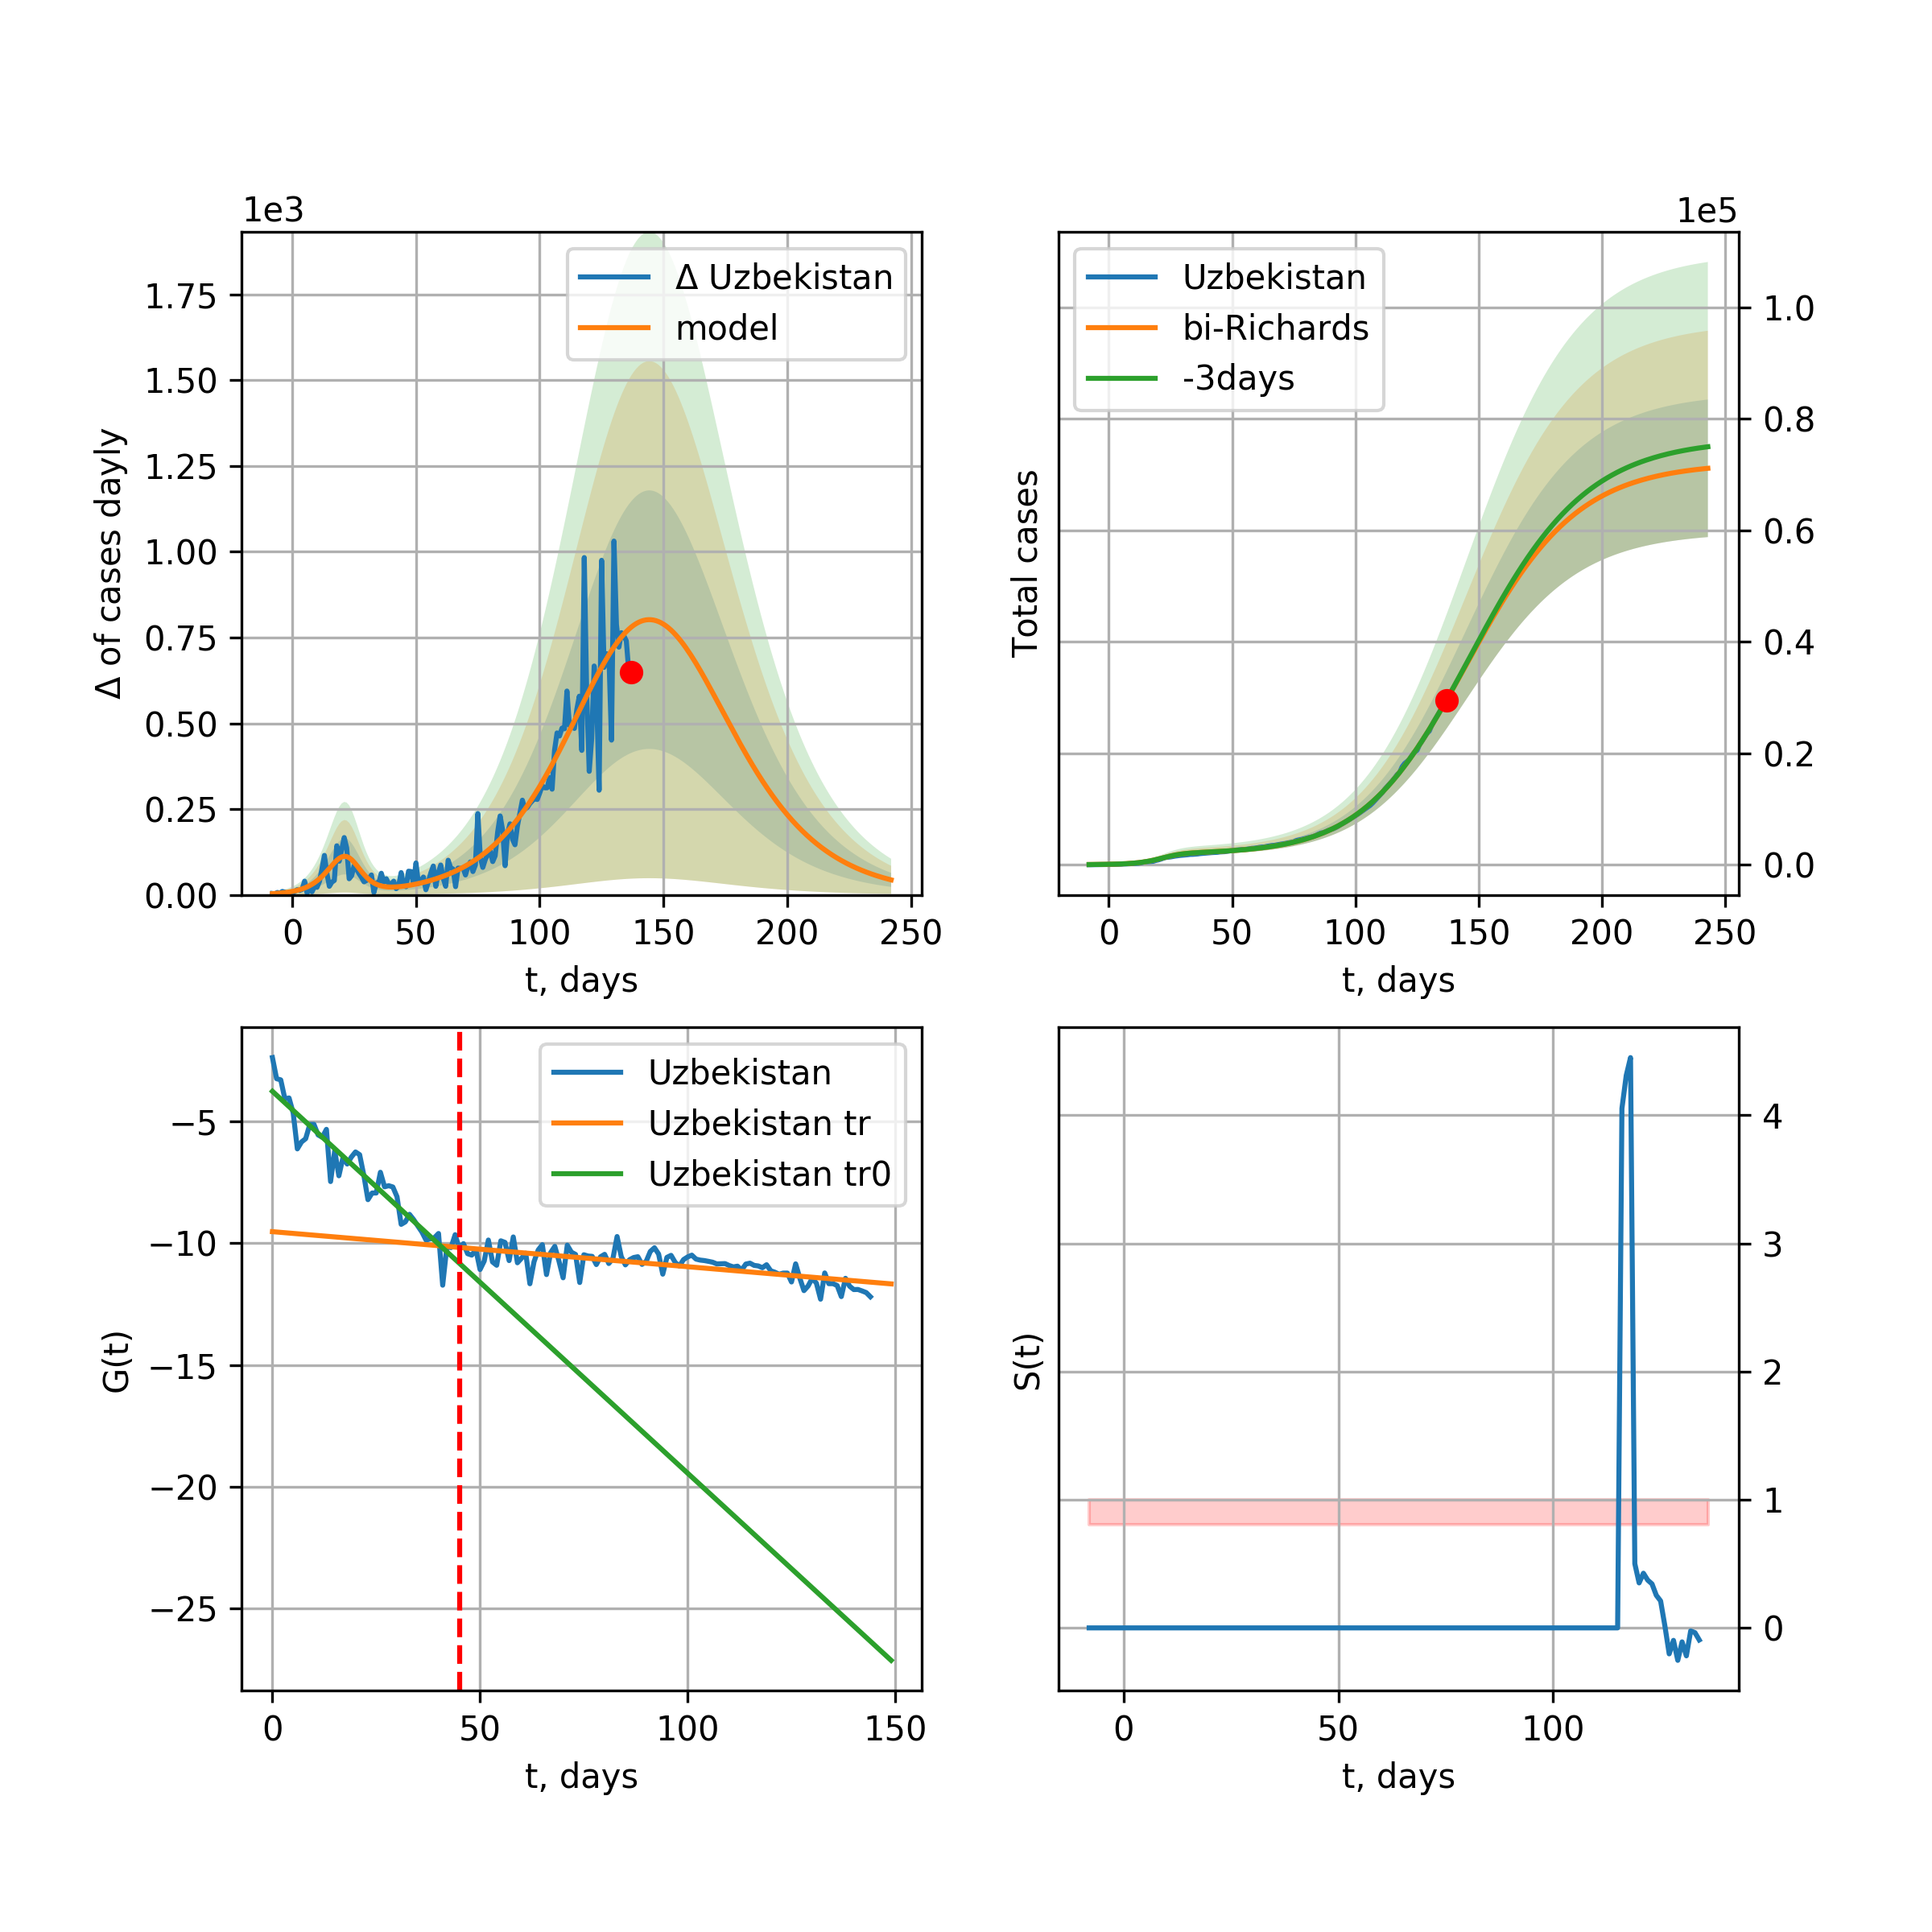 1e3
Δ Uzbekistan
model
1.75
1.50
1.25
1.00
0.75
0.50
0.25
0.00
Δ of cases dayly
0 50 100 150 200 250
t, days
1e5
Uzbekistan
bi-Richards
-3days
1.0
0.8
0.6
0.4
0.2
0.0
Total cases
0 50 100 150 200 250
t, days
Uzbekistan
Uzbekistan tr
Uzbekistan tr0
−5
−10
−15
−20
−25
G(t)
0 50 100 150
t, days
4
3
2
1
0
S(t)
0 50 100
t, days